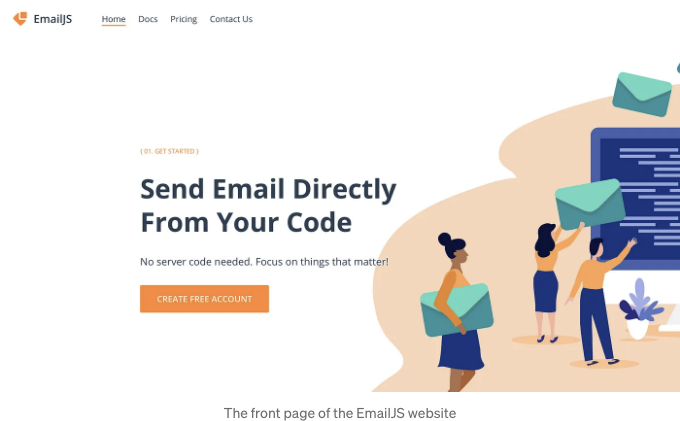 EmailJS
Home Docs Pricing Contact Us
( 01. GET STARTED )
Send Email Directly
From Your Code
No server code needed. Focus on things that matter!
CREATE FREE ACCOUNT
The front page of the EmailJS website